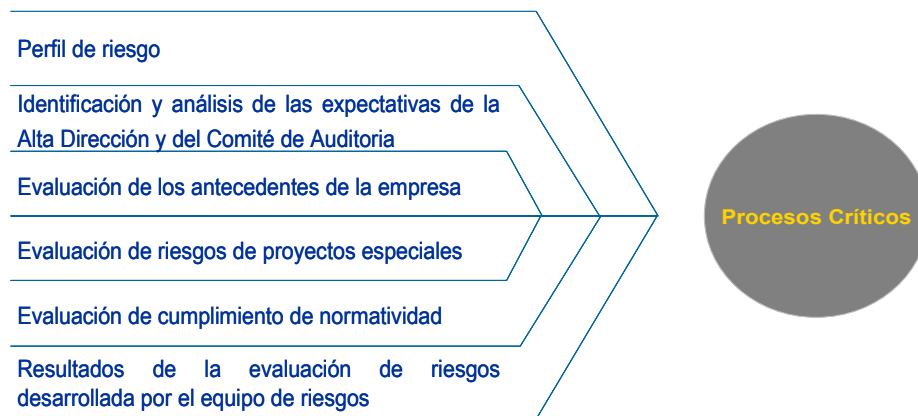 Perfil de riesgo
Identificación y análisis de las expectativas de la
Alta Dirección y del Comité de Auditoria
Evaluación de los antecedentes de la empresa
Evaluación de riesgos de proyectos especiales
Evaluación de cumplimiento de normatividad
Resultados de la evaluación de riesgos
desarrollada por el equipo de riesgos
Procesos Críticos